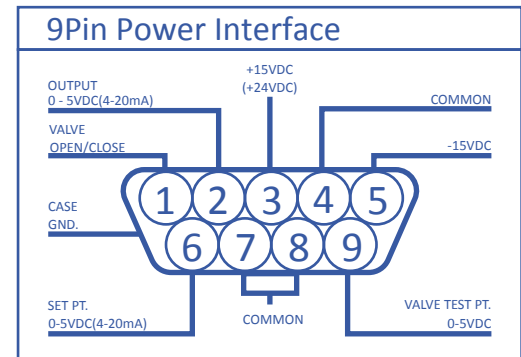 9Pin Power Interface
+15VDC
(+24VDC)
OUTPUT
0 - 5VDC(4-20mA)
COMMON
VALVE
OPEN/CLOSE
-15VDC
1 2 3 4 5
CASE
GND.
6 7 8 9
SET PT.
0-5VDC(4-20mA)
COMMON
VALVE TEST PT.
0-5VDC